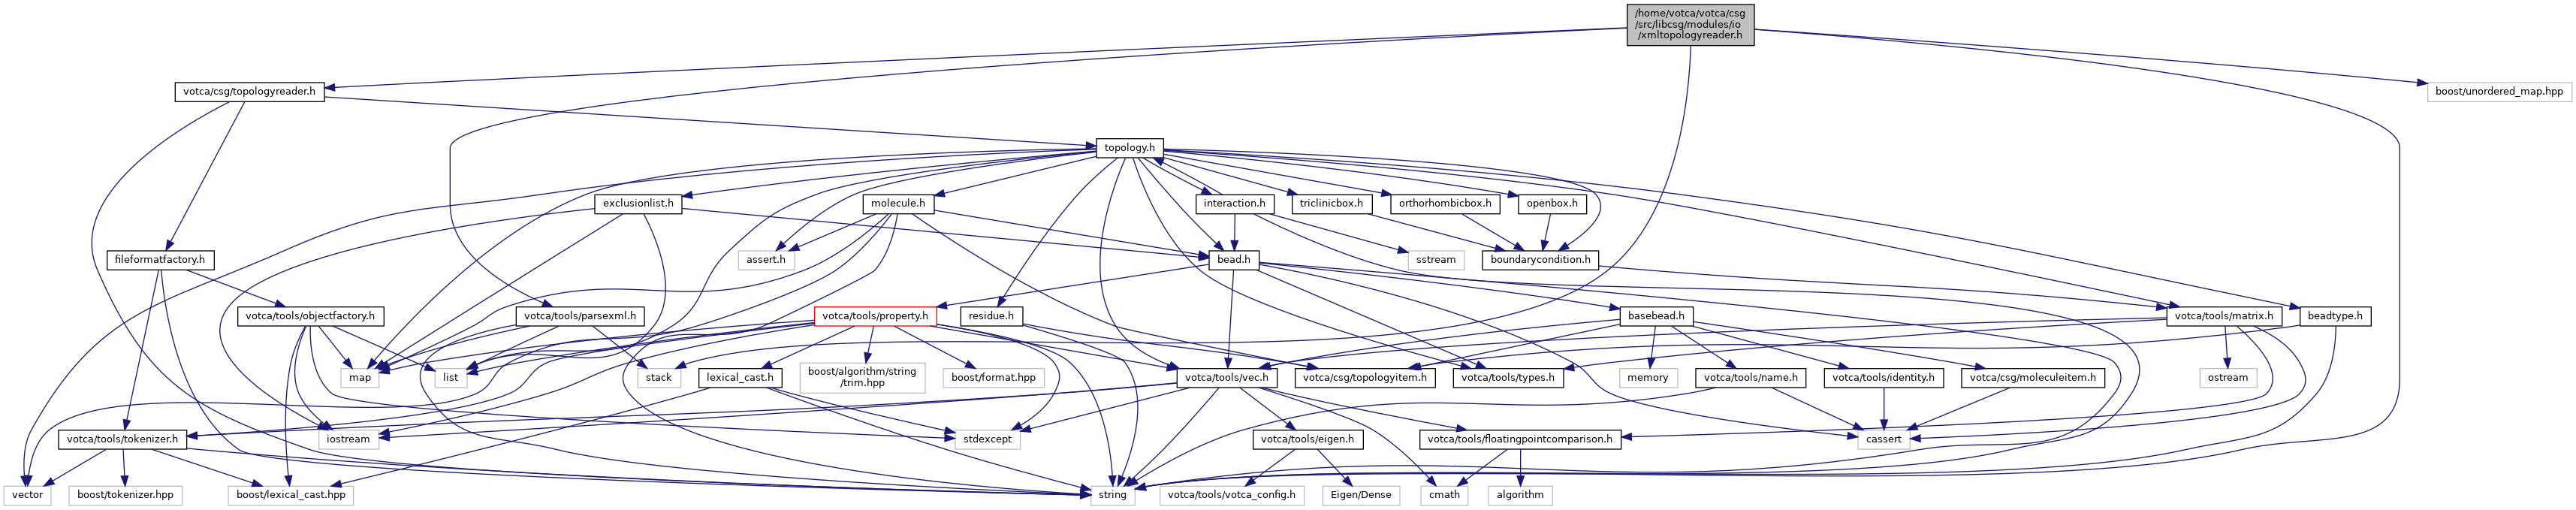 /home/votca/votca/csg
/src/libcsg/modules/io
/xmltopologyreader.h
votca/csg/topologyreader.h
boost/unordered_map.hpp
topology.h
exclusionlist.h
molecule.h
interaction.h
triclinicbox.h
orthorhombicbox.h
openbox.h
fileformatfactory.h
assert.h
bead.h
sstream
boundarycondition.h
votca/tools/objectfactory.h
votca/tools/parsexml.h
votca/tools/property.h
residue.h
basebead.h
votca/tools/matrix.h
beadtype.h
map
list
stack
lexical_cast.h
boost/algorithm/string
/trim.hpp
boost/format.hpp
votca/tools/vec.h
votca/csg/topologyitem.h
votca/tools/types.h
memory
votca/tools/name.h
votca/tools/identity.h
votca/csg/moleculeitem.h
ostream
votca/tools/tokenizer.h
iostream
stdexcept
votca/tools/eigen.h
votca/tools/floatingpointcomparison.h
cassert
vector
boost/tokenizer.hpp
boost/lexical_cast.hpp
string
votca/tools/votca_config.h
Eigen/Dense
cmath
algorithm